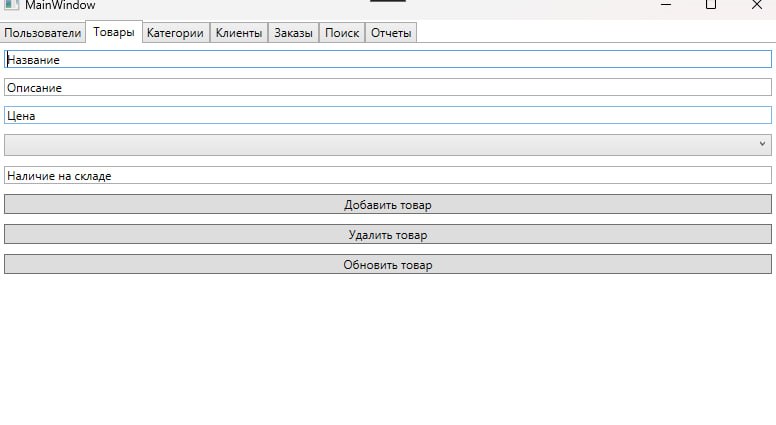 MainWindow
Пользователи Товары Категории Клиенты Заказы Поиск Отчеты
Название
Описание
Цена
Наличие на складе
Добавить товар
Удалить товар
Обновить товар